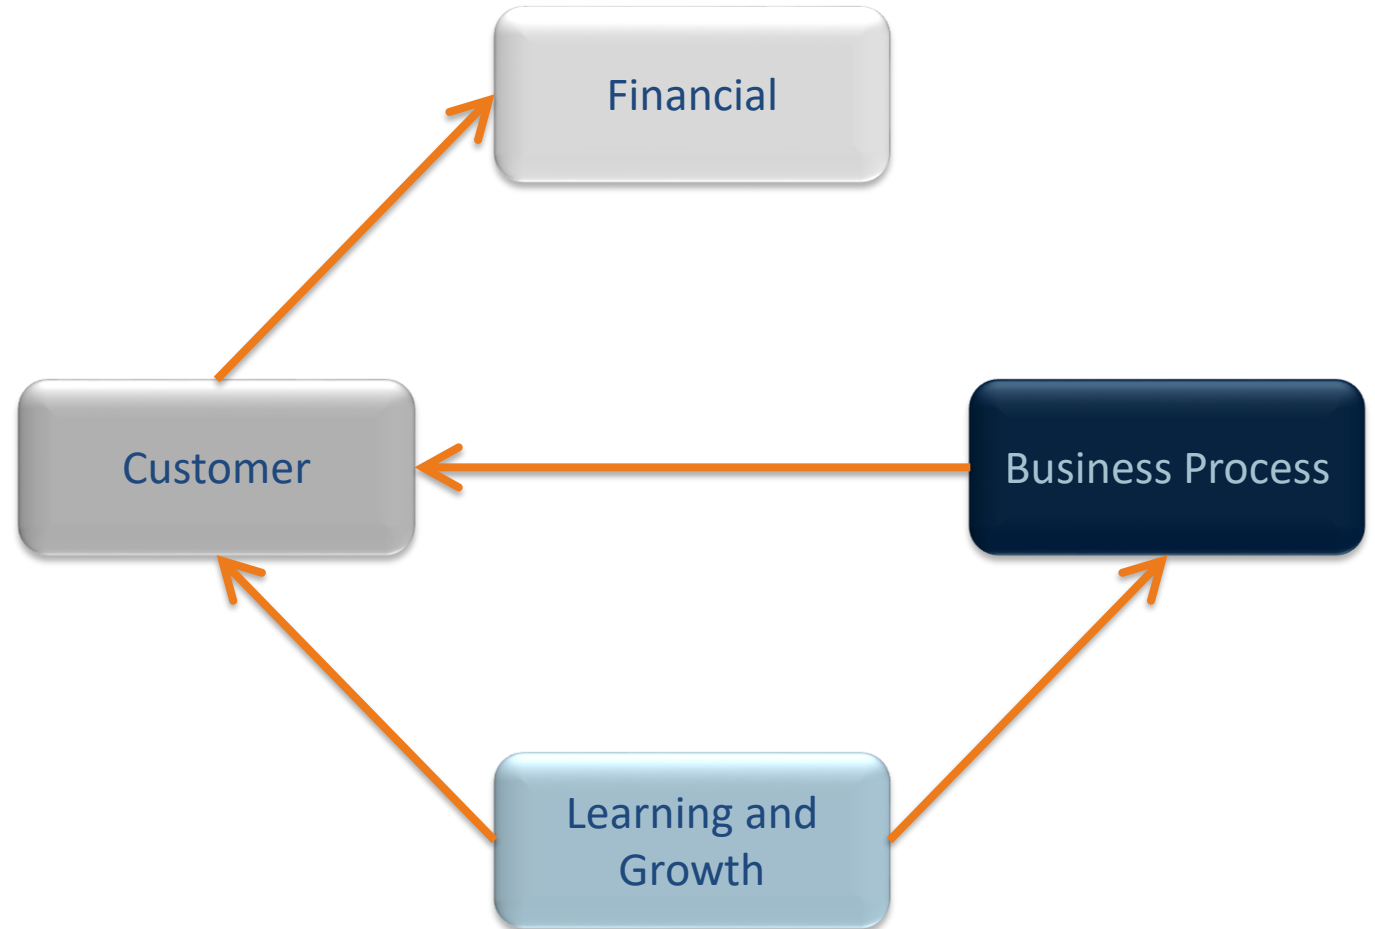 Financial
Customer
Business Process
Learning and
Growth